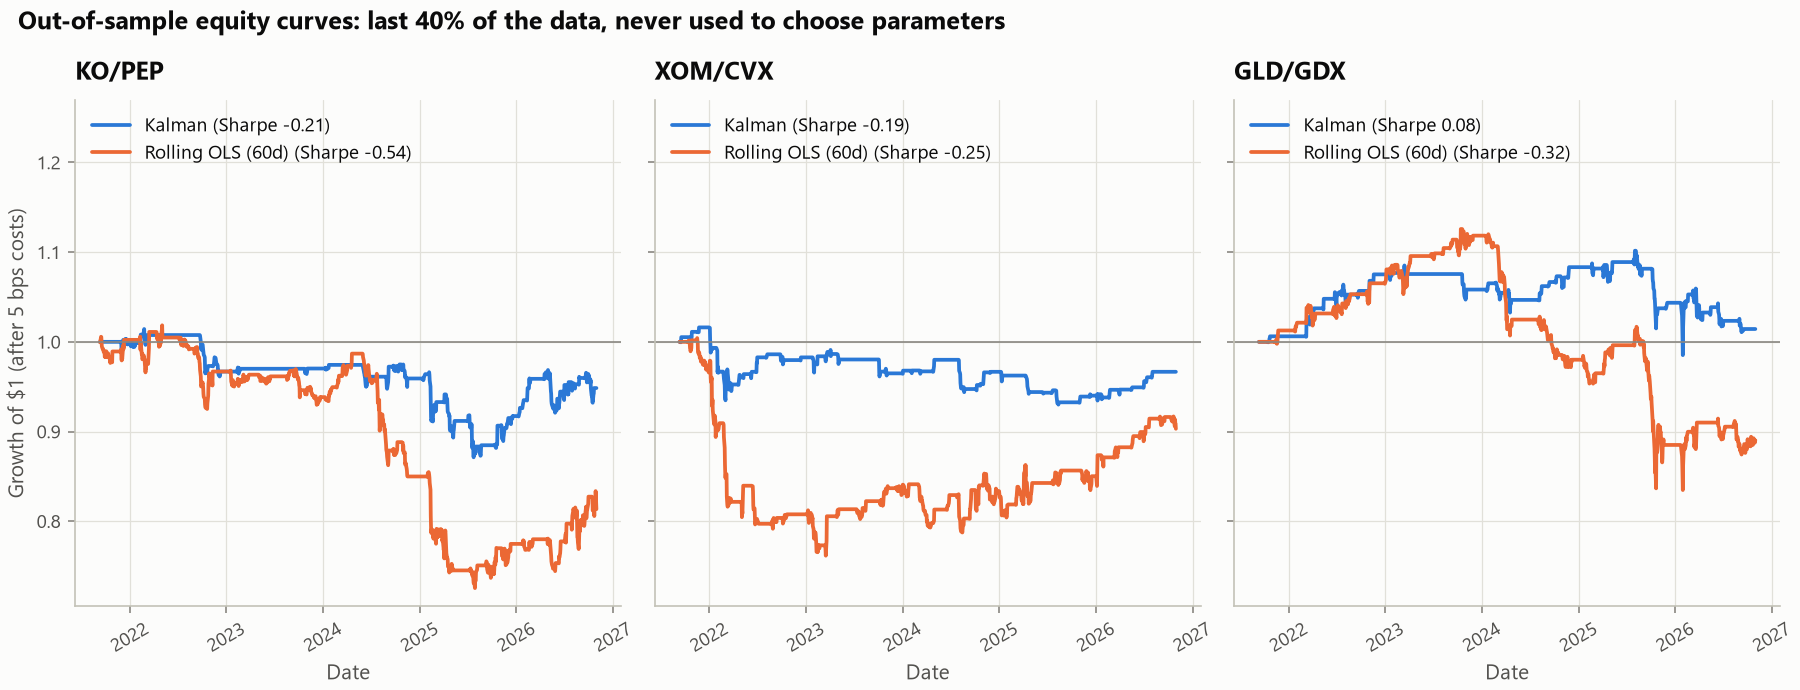 Out-of-sample equity curves: last 40% of the data, never used to choose parameters
KO/PEP
Kalman (Sharpe -0.21)
Rolling OLS (60d) (Sharpe -0.54)
Growth of $1 (after 5 bps costs)
1.2
1.1
1.0
0.9
0.8
2022
2023
2024
2025
2026
2027
Date
XOM/CVX
Kalman (Sharpe -0.19)
Rolling OLS (60d) (Sharpe -0.25)
2022
2023
2024
2025
2026
2027
Date
GLD/GDX
Kalman (Sharpe 0.08)
Rolling OLS (60d) (Sharpe -0.32)
2022
2023
2024
2025
2026
2027
Date